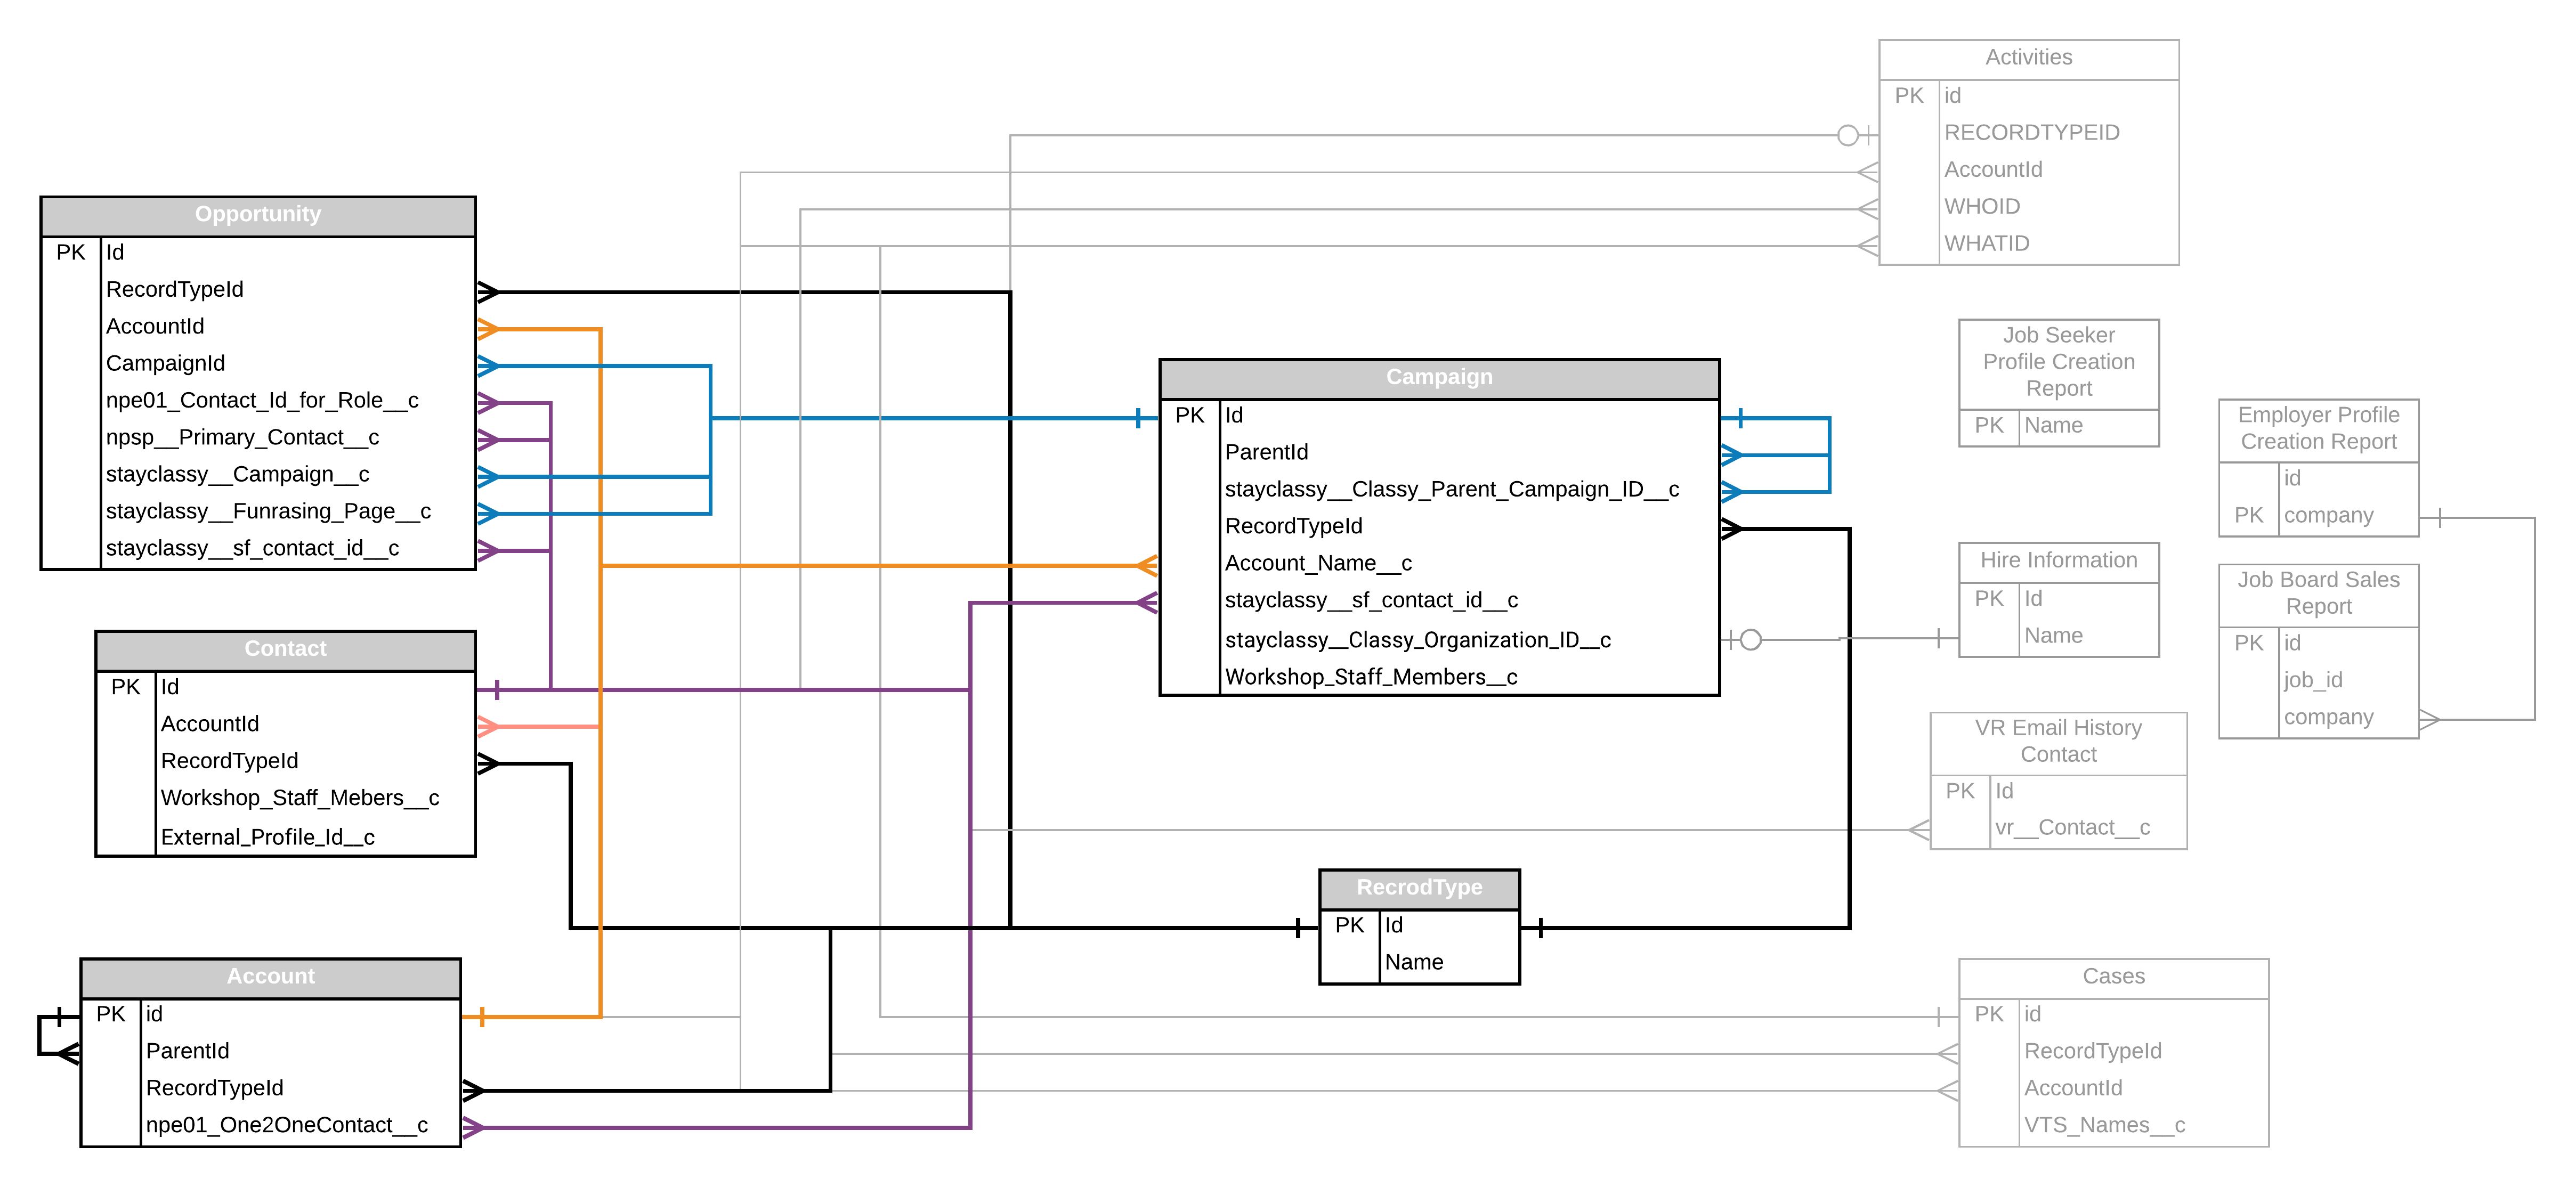 Activities
PK id
RECORDTYPEID
AccountId
WHOID
WHATID
Opportunity
PK Id
RecordTypeId
AccountId
CampaignId
npe01_Contact_Id_for_Role__c
npsp__Primary_Contact__c
stayclassy__Campaign__c
stayclassy__Funrasing_Page__c
stayclassy__sf_contact_id__c
Campaign
PK Id
ParentId
stayclassy__Classy_Parent_Campaign_ID__c
RecordTypeId
Account_Name__c
stayclassy__sf_contact_id__c
stayclassy__Classy_Organization_ID__c
Workshop_Staff_Members__c
Job Seeker
Profile Creation
Report
PK Name
Employer Profile
Creation Report
id
PK company
Hire Information
PK Id
Name
Job Board Sales
Report
PK id
job_id
company
Contact
PK Id
AccountId
RecordTypeId
Workshop_Staff_Mebers__c
External_Profile_Id__c
VR Email History
Contact
PK Id
vr__Contact__c
RecrodType
PK Id
Name
Account
PK id
ParentId
RecordTypeId
npe01_One2OneContact__c
Cases
PK id
RecordTypeId
AccountId
VTS_Names__c